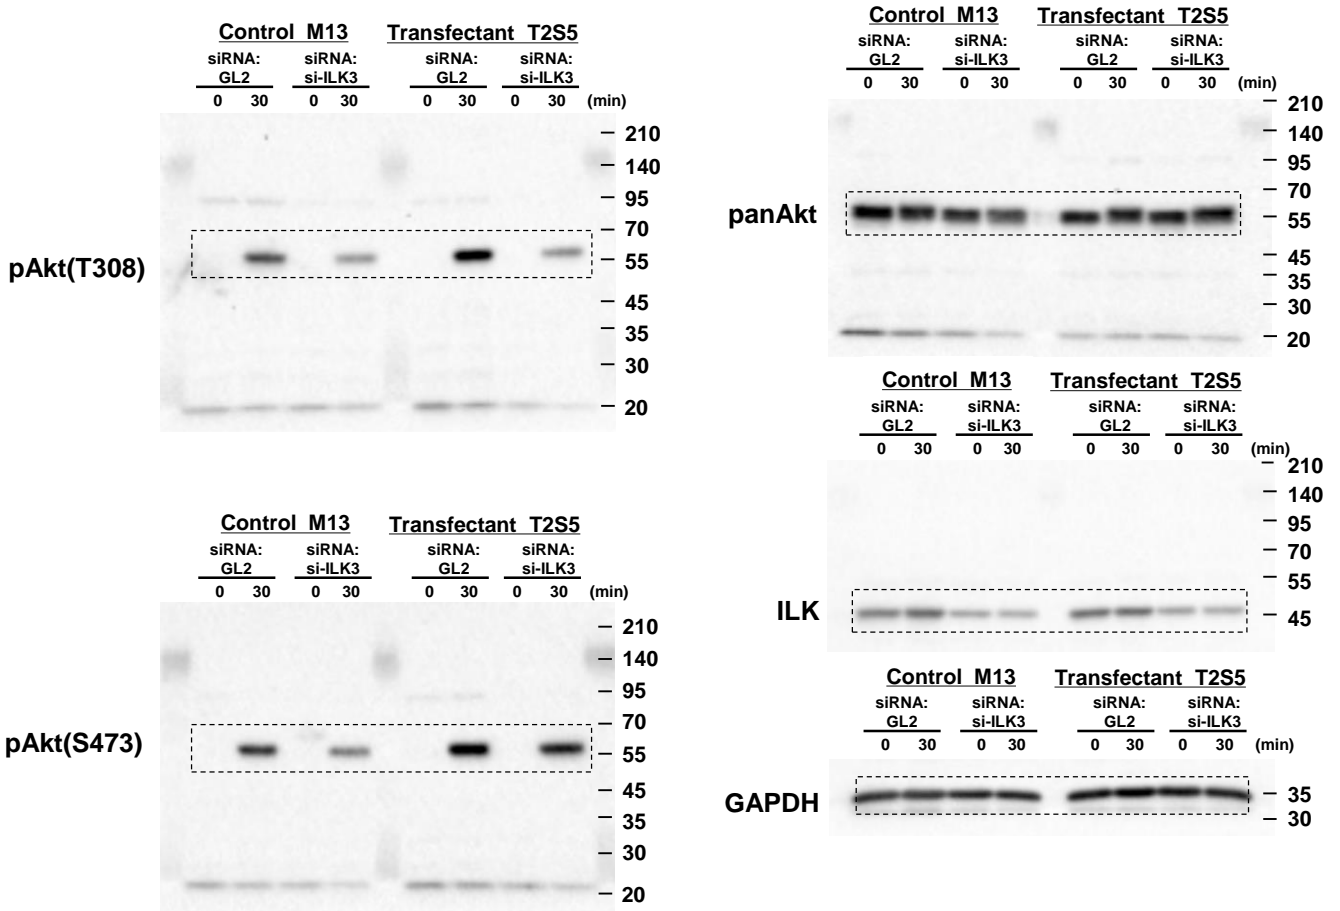 Control M13 Transfectant T2S5
siRNA: siRNA: siRNA: siRNA:
GL2 si-ILK3 GL2 si-ILK3
0 30 0 30 0 30 0 30 (min)
210
140
95
70
55
45
35
30
20
pAkt(T308)
Control M13 Transfectant T2S5
siRNA: siRNA: siRNA: siRNA:
GL2 si-ILK3 GL2 si-ILK3
0 30 0 30 0 30 0 30 (min)
210
140
95
70
55
45
35
30
20
pAkt(S473)
Control M13 Transfectant T2S5
siRNA: siRNA: siRNA: siRNA:
GL2 si-ILK3 GL2 si-ILK3
0 30 0 30 0 30 0 30 (min)
210
140
95
70
55
45
35
30
20
panAkt
Control M13 Transfectant T2S5
siRNA: siRNA: siRNA: siRNA:
GL2 si-ILK3 GL2 si-ILK3
0 30 0 30 0 30 0 30 (min)
210
140
95
70
55
45
ILK
Control M13 Transfectant T2S5
siRNA: siRNA: siRNA: siRNA:
GL2 si-ILK3 GL2 si-ILK3
0 30 0 30 0 30 0 30 (min)
35
30
GAPDH